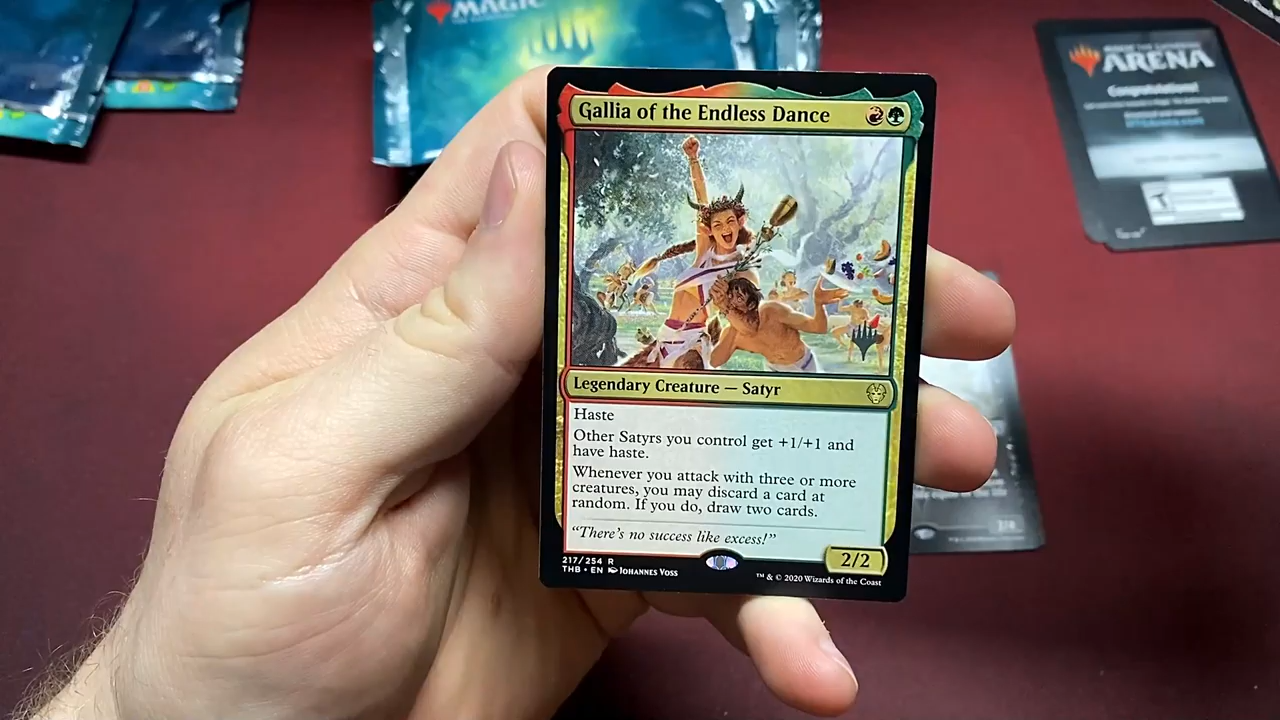 MAGIC
ARENA
Congratulations!
Gallia of the Endless Dance
Legendary Creature — Satyr
Haste
Other Satyrs you control get +1/+1 and
have haste.
Whenever you attack with three or more
creatures, you may discard a card at
random. If you do, draw two cards.
“There’s no success like excess!”
2/2
217/254 R
THB • EN Johannes Voss
™ & © 2020 Wizards of the Coast